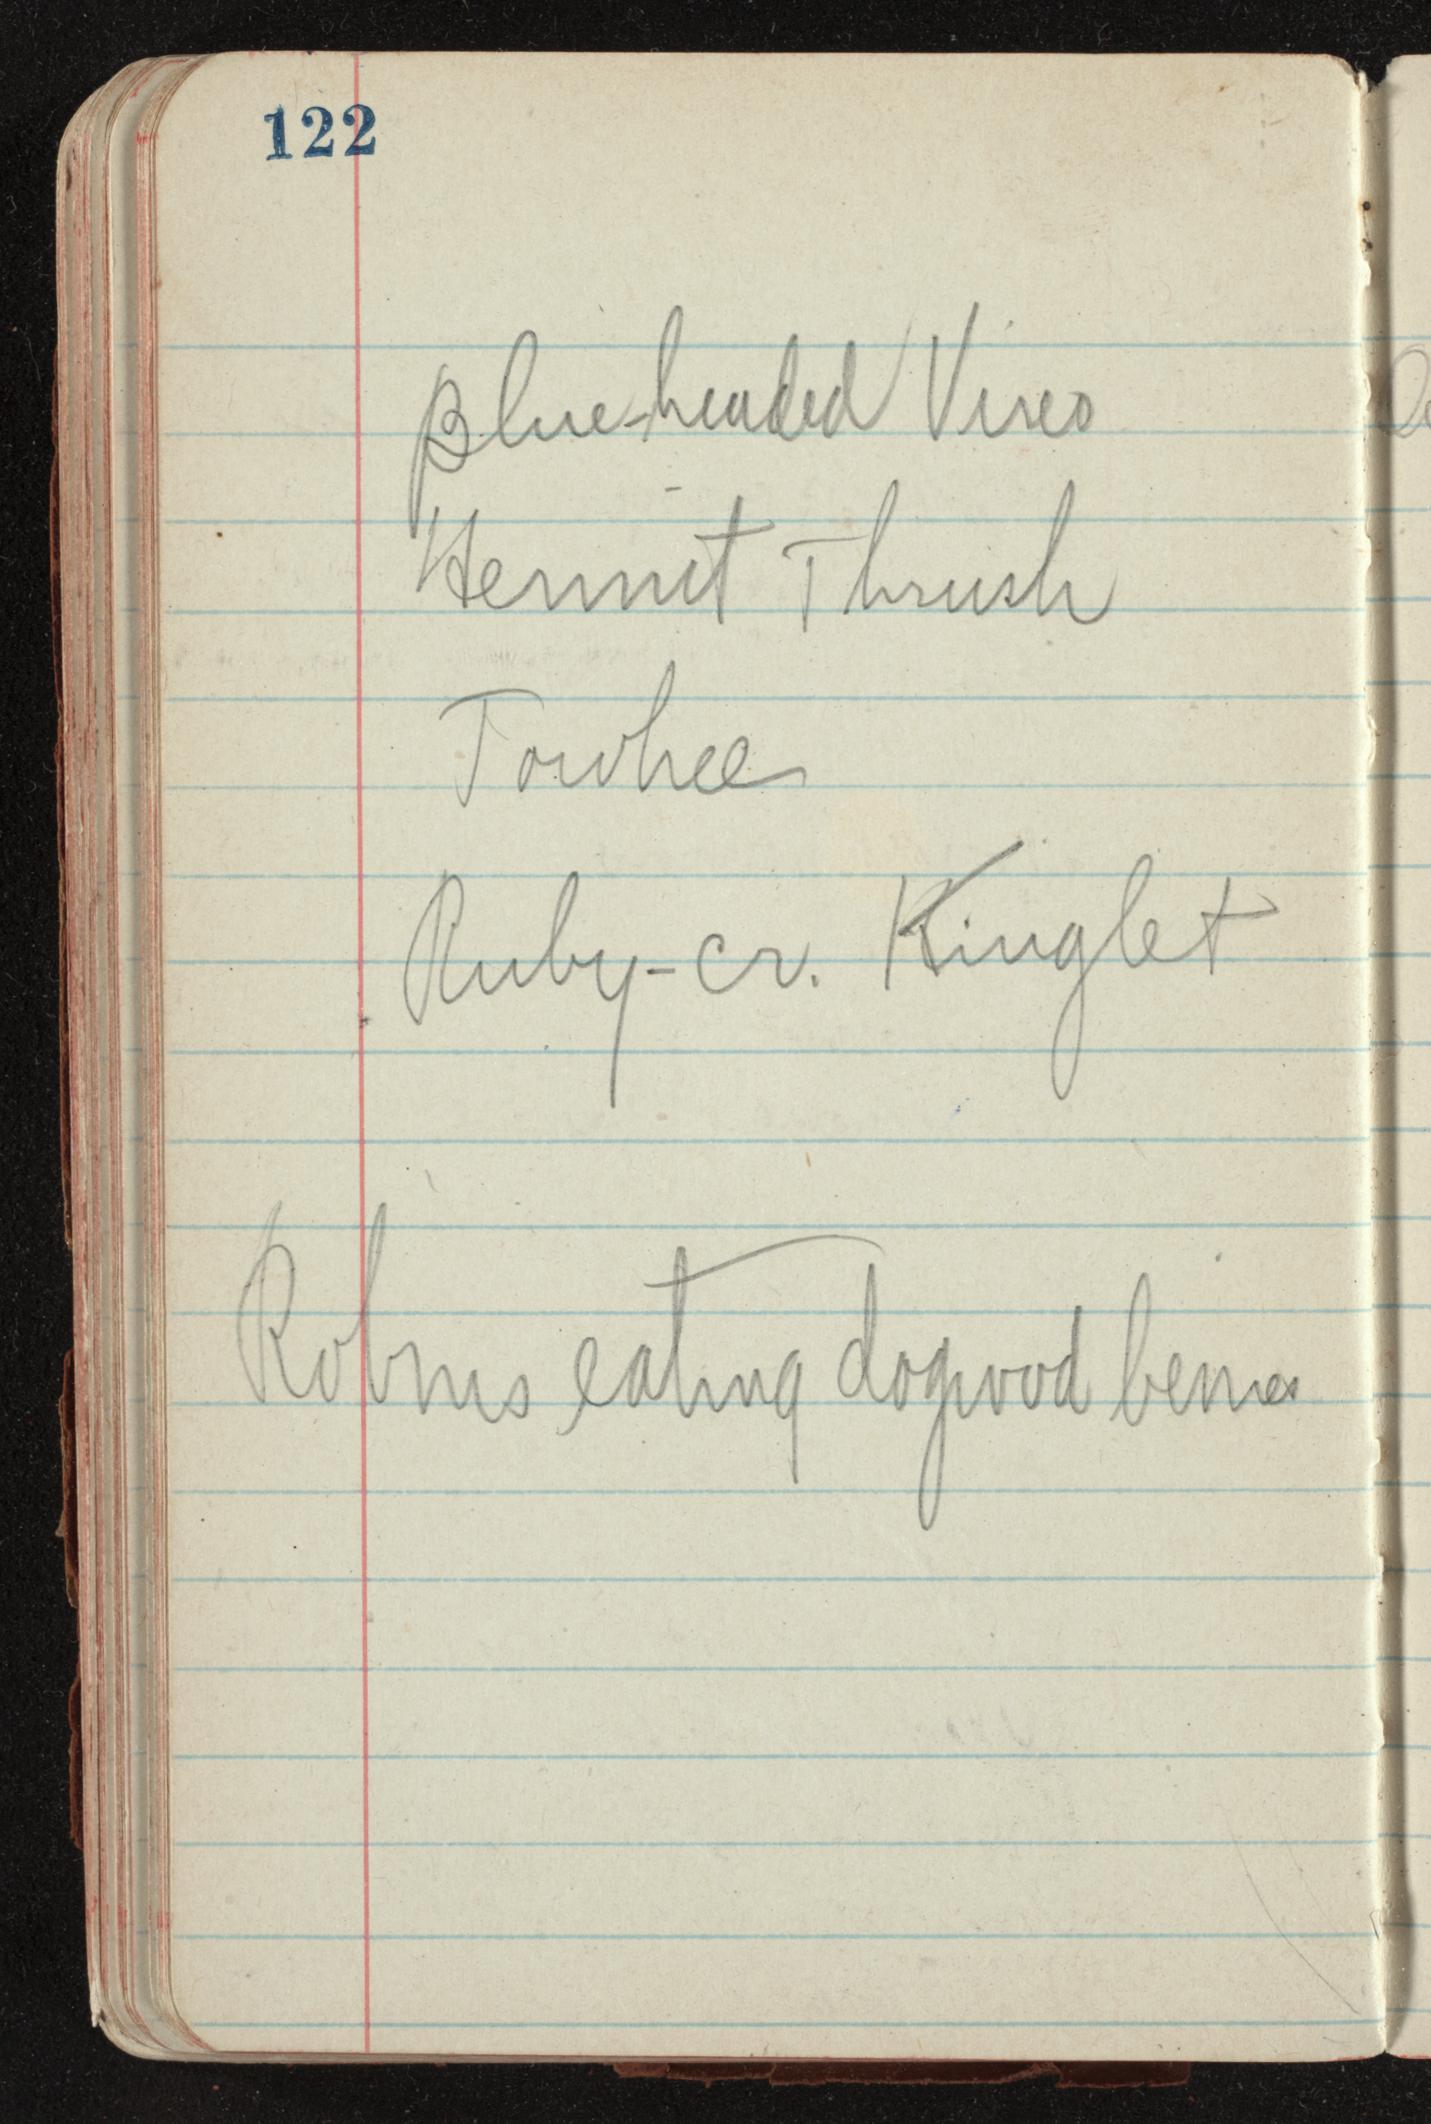 122
Blue-headed Vireo
Hermit Thrush
Towhee
Ruby-cr. Kinglet
Robins eating dogwood berries